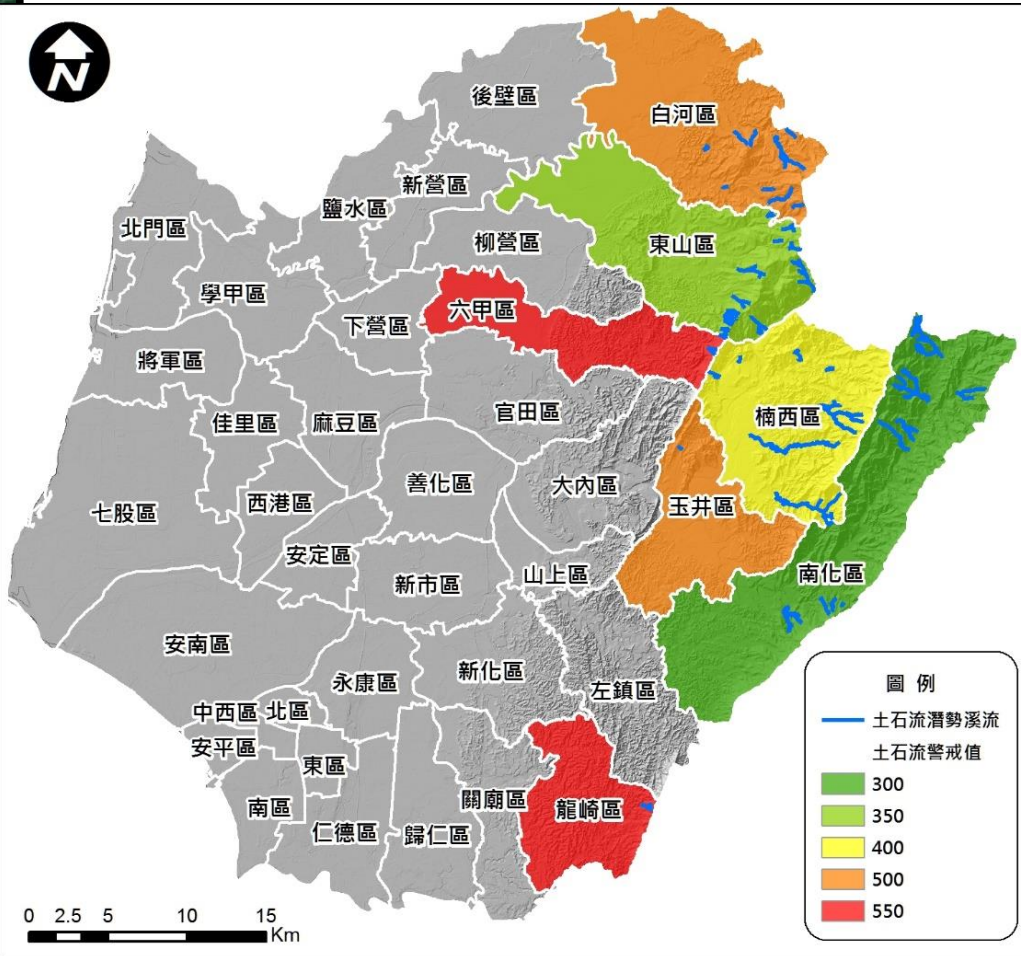 N
後壁區
白河區
新營區
鹽水區
北門區
柳營區
東山區
學甲區
六甲區
下營區
將軍區
官田區
佳里區
麻豆區
楠西區
大內區
善化區
西港區
玉井區
七股區
安定區
新市區
山上區
南化區
安南區
永康區
新化區
左鎮區
中西區
北區
安平區
東區
南區
仁德區
歸仁區
關廟區
龍崎區
圖 例
土石流潛勢溪流
土石流警戒值
300
350
400
500
550
0 2.5 5 10 15
Km